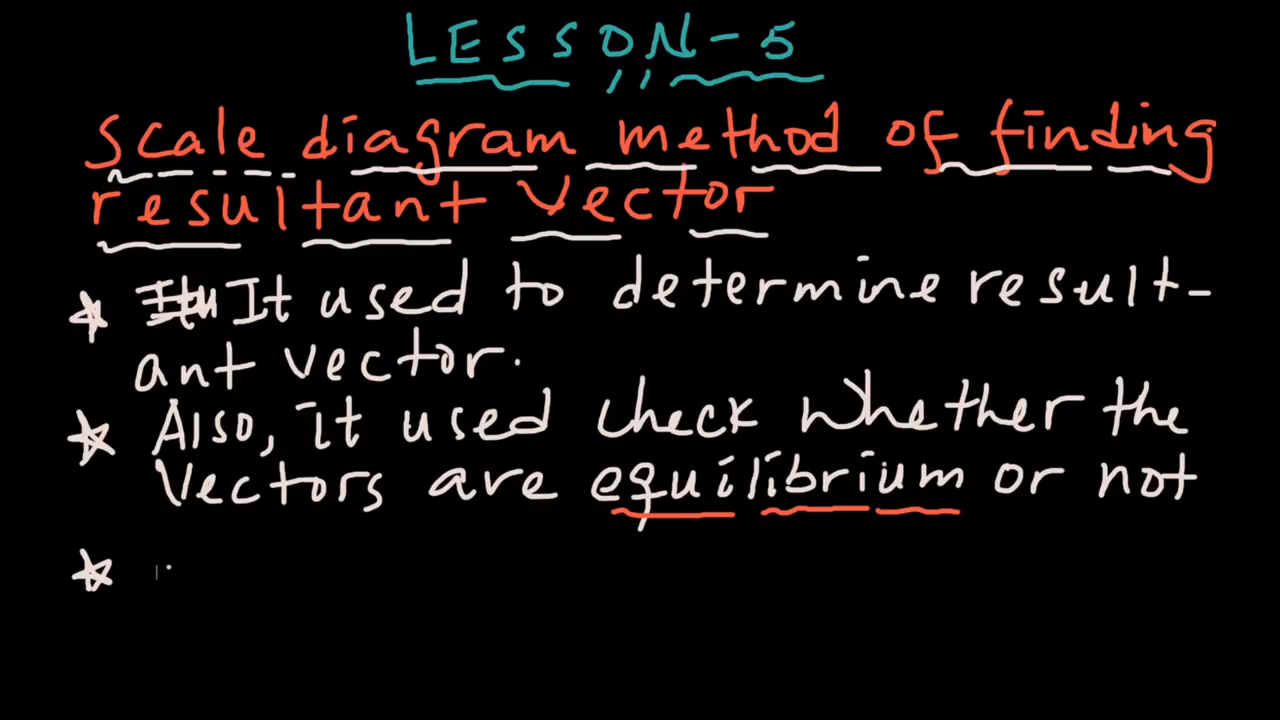 LESSON-5
Scale diagram method of finding
resultant vector
It used to determine result-
ant vector.
Also, it used check whether the
vectors are equilibrium or not